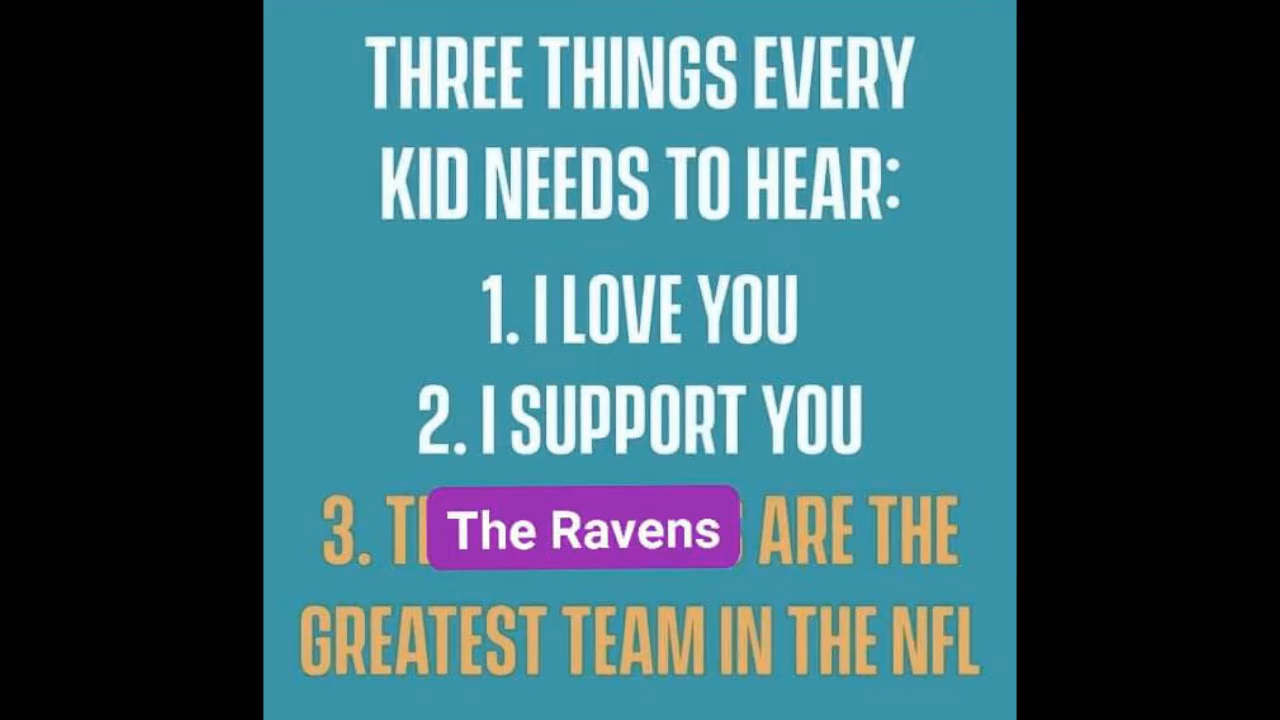 THREE THINGS EVERY
KID NEEDS TO HEAR:
1. I LOVE YOU
2. I SUPPORT YOU
3. The Ravens ARE THE
GREATEST TEAM IN THE NFL